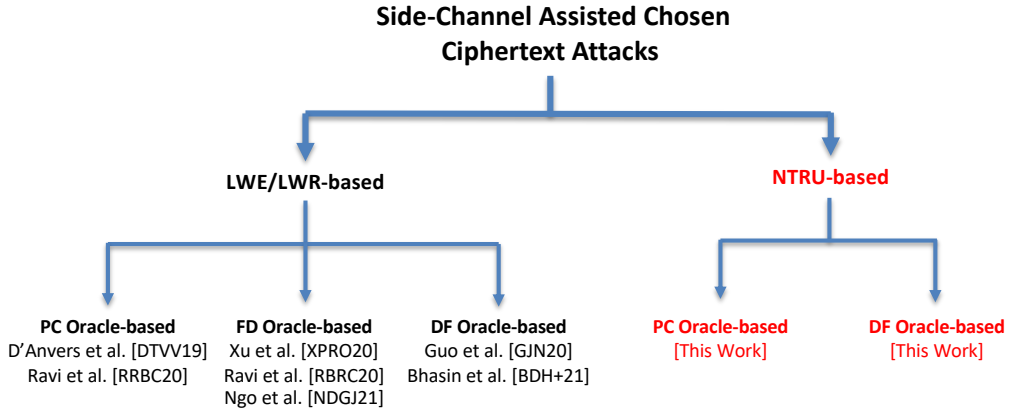 Side-Channel Assisted Chosen
Ciphertext Attacks
LWE/LWR-based
NTRU-based
PC Oracle-based
D'Anvers et al. [DTVV19]
Ravi et al. [RRBC20]
FD Oracle-based
Xu et al. [XPRO20]
Ravi et al. [RBRC20]
Ngo et al. [NDGJ21]
DF Oracle-based
Guo et al. [GJN20]
Bhasin et al. [BDH+21]
PC Oracle-based
[This Work]
DF Oracle-based
[This Work]